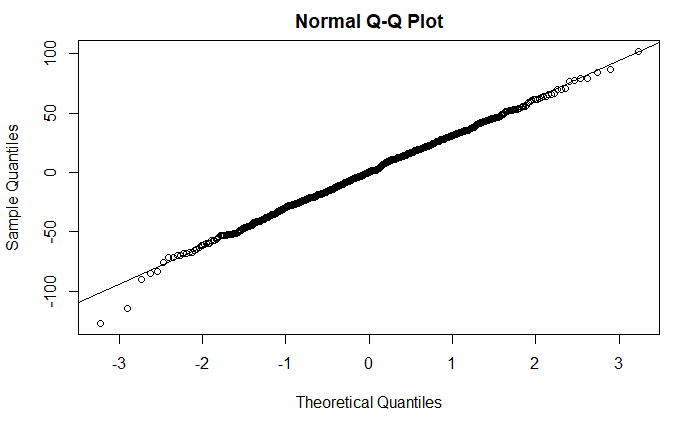 Normal Q-Q Plot
100
50
0
-50
-100
Sample Quantiles
-3 -2 -1 0 1 2 3
Theoretical Quantiles